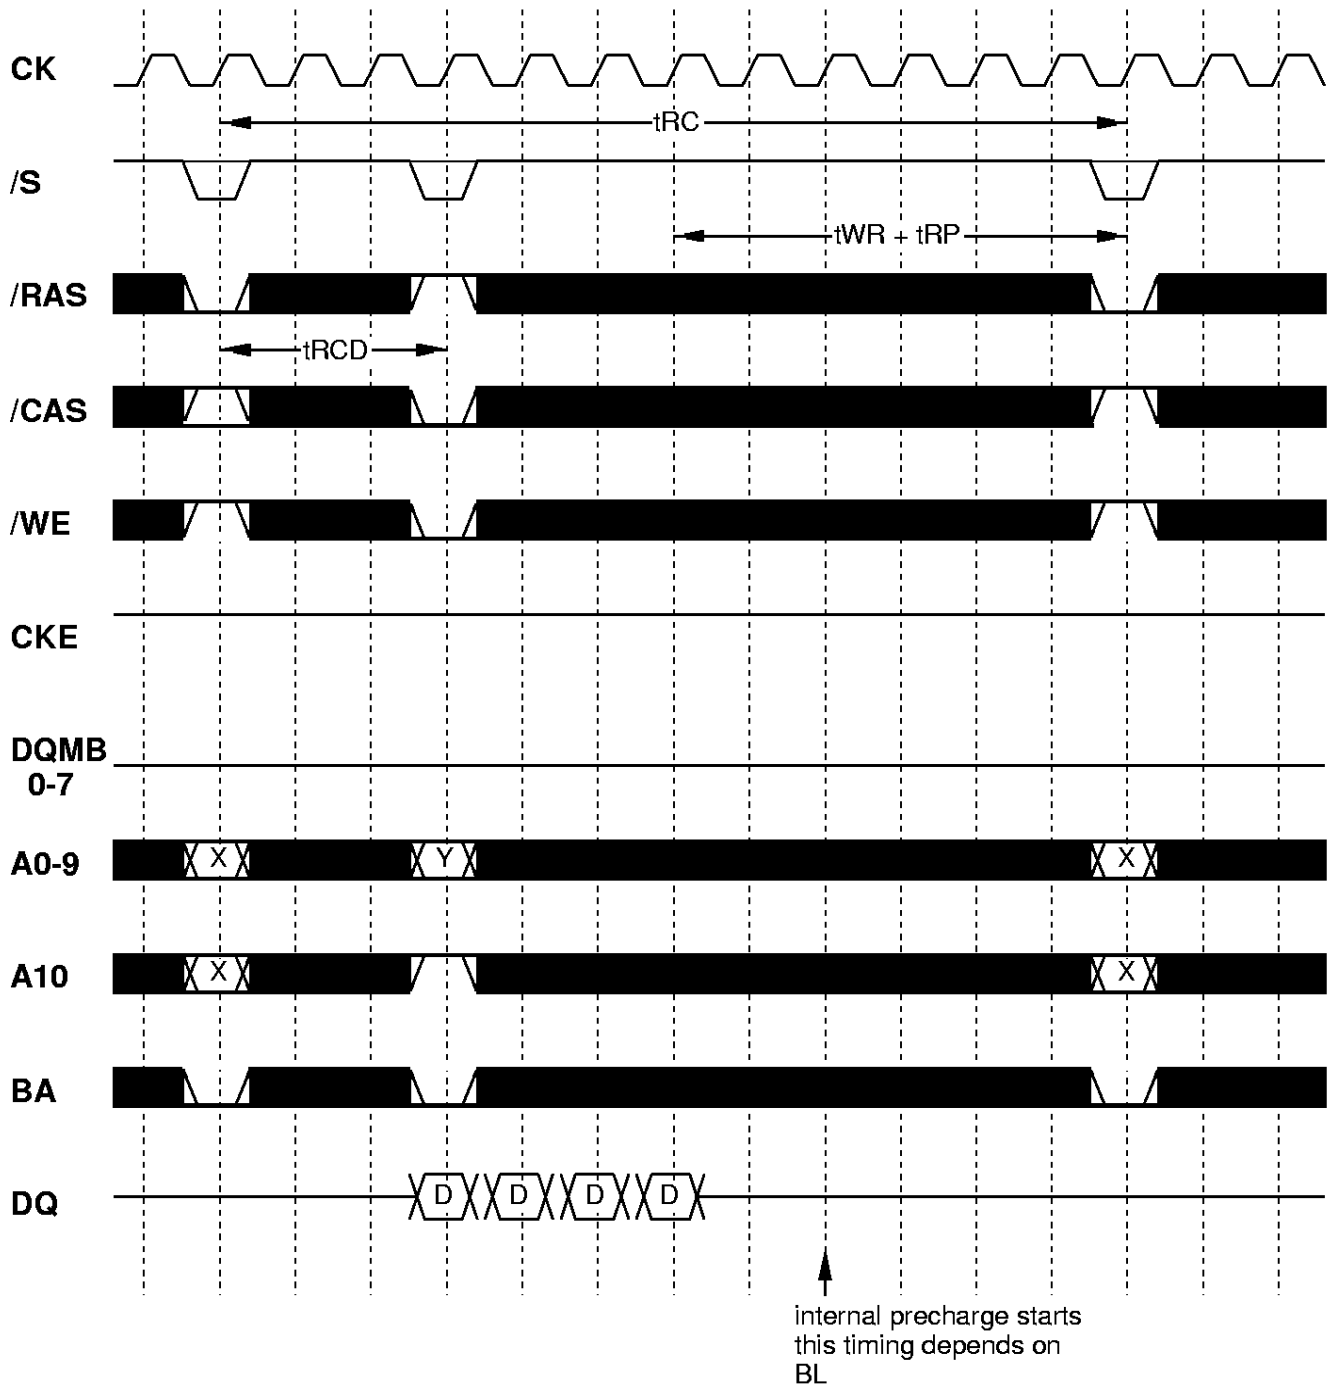 CK
tRC
/S
tWR + tRP
/RAS
tRCD
/CAS
/WE
CKE
DQMB
0-7
A0-9 X Y X
A10 X X
BA
DQ D D D D
internal precharge starts
this timing depends on
BL